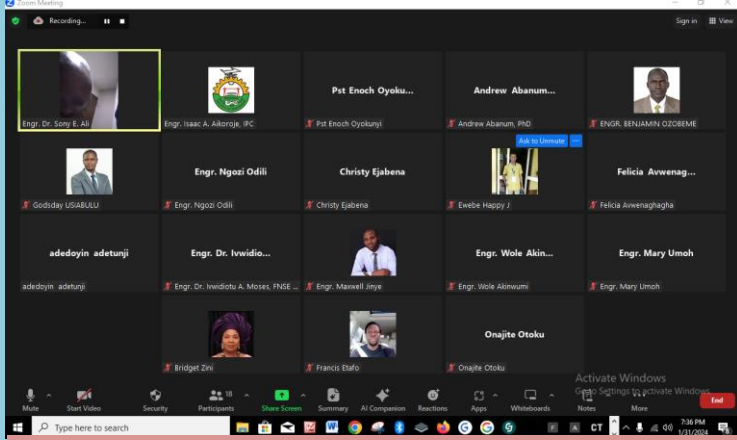 Zoom Meeting
Recording...
Sign in
View
Engr. Dr. Sony E. Ali
Engr. Isaac A. Aikoroje, IPC
Pst Enoch Oyoku...
Pst Enoch Oyokunyi
Andrew Abanum...
Andrew Abanum, PhD
ENGR. BENJAMIN OZOBEME
Godsday USIABULU
Engr. Ngozi Odili
Engr. Ngozi Odili
Christy Ejabena
Christy Ejabena
Ask to Unmute
Ewebe Happy J
Felicia Avwenag...
Felicia Avwenaghagha
adedoyin adetunji
adedoyin adetunji
Engr. Dr. Ivwidio...
Engr. Dr. Ivwidiotu A. Moses, FNSE ...
Engr. Maxwell Jinye
Engr. Wole Akin...
Engr. Wole Akinwumi
Engr. Mary Umoh
Engr. Mary Umoh
Bridget Zini
Francis Etafo
Onajite Otoku
Onajite Otoku
Activate Windows
Go to Settings to activate Windows.
Mute
Start Video
Security
Participants
18
Share Screen
Summary
AI Companion
Reactions
Apps
Whiteboards
Notes
More
End
Type here to search
CT
7:36 PM
1/31/2024